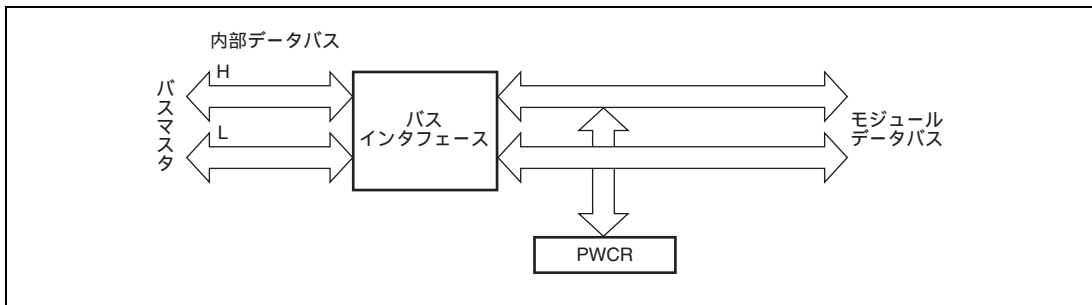 内部データバス
H
L
バスマスタ
バス
インタフェース
モジュール
データバス
PWCR